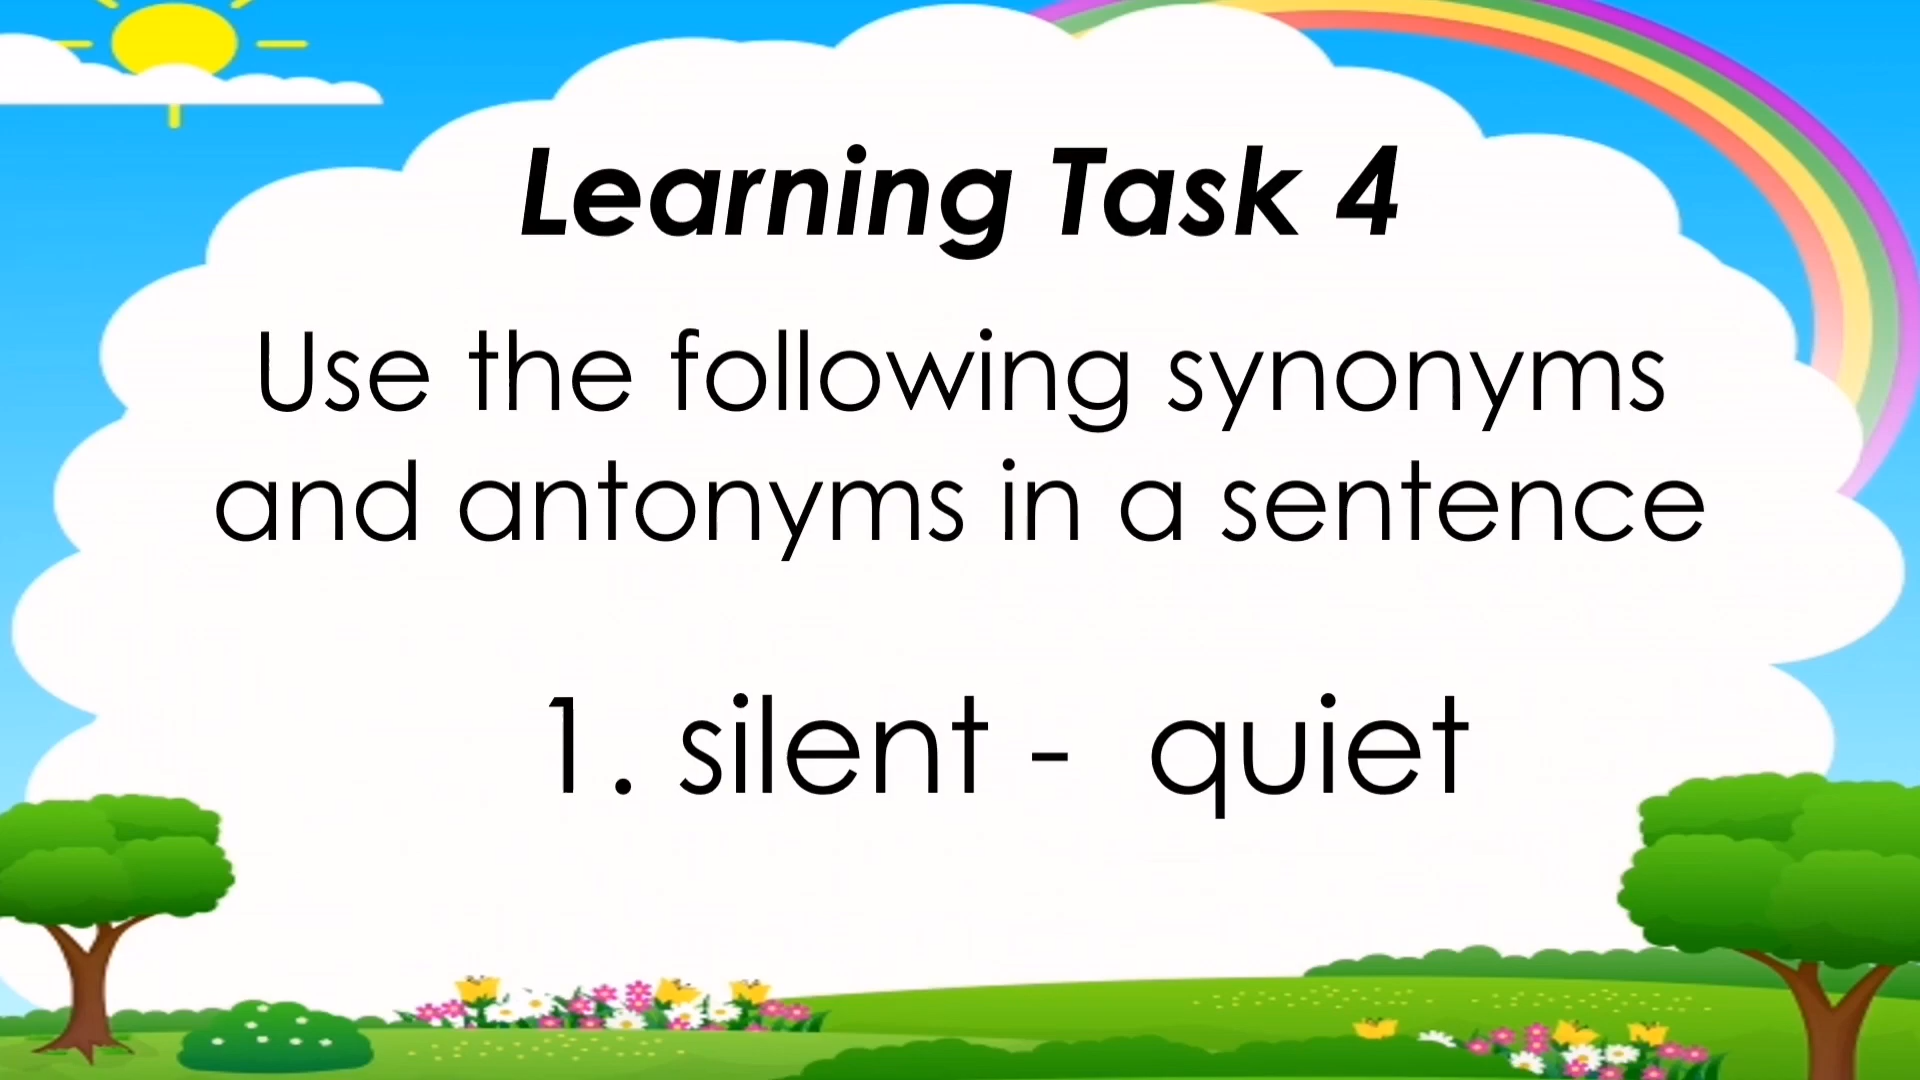 Learning Task 4
Use the following synonyms
and antonyms in a sentence
1. silent - quiet